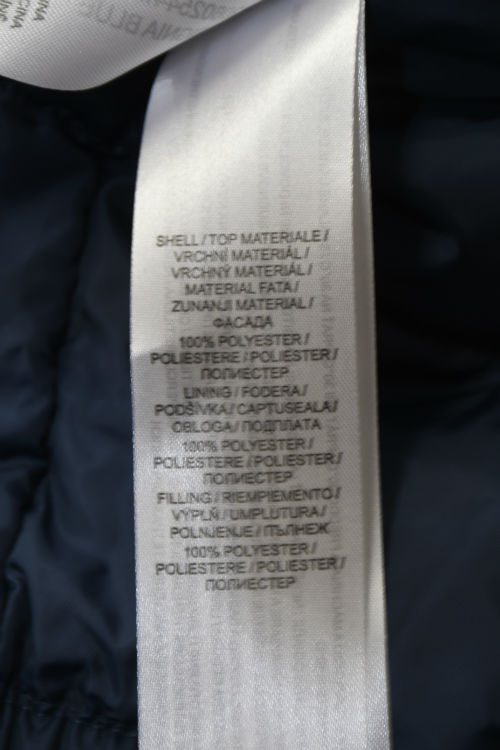 NIA BLUE
SHELL / TOP MATERIALE /
VRCHNÍ MATERIÁL /
VRCHNÝ MATERIÁL /
MATERIAL FATA /
ZUNANJI MATERIAL /
ФАСАДА
100% POLYESTER /
POLIESTERE / POLIESTER /
ПОЛИЕСТЕР
LINING / FODERA /
PODŠÍVKA / CAPTUSEALA /
OBLOGA / ПОДПЛАТА
100% POLYESTER /
POLIESTERE / POLIESTER /
ПОЛИЕСТЕР
FILLING / RIEMPIEMENTO /
VÝPLŇ / UMPLUTURA /
POLNJENJE / ПЪЛНЕЖ
100% POLYESTER /
POLIESTERE / POLIESTER /
ПОЛИЕСТЕР